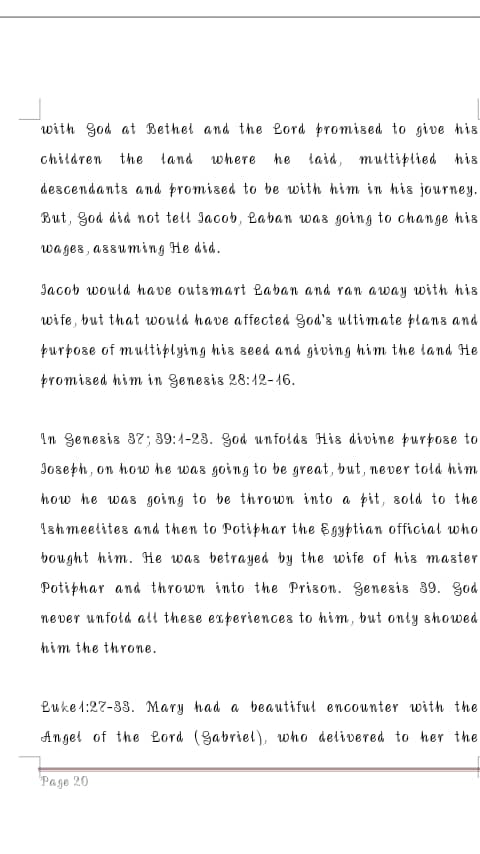 with God at Bethel and the Lord promised to give his
children the land where he laid, multiplied his
descendants and promised to be with him in his journey.
But, God did not tell Jacob, Laban was going to change his
wages, assuming He did.
Jacob would have outsmart Laban and ran away with his
wife, but that would have affected God's ultimate plans and
purpose of multiplying his seed and giving him the land He
promised him in Genesis 28:12-16.
In Genesis 37; 39:1-23. God unfolds His divine purpose to
Joseph, on how he was going to be great, but, never told him
how he was going to be thrown into a pit, sold to the
Ishmeelites and then to Potiphar the Egyptian official who
bought him. He was betrayed by the wife of his master
Potiphar and thrown into the Prison. Genesis 39. God
never unfold all these experiences to him, but only showed
him the throne.
Luke1:27-33. Mary had a beautiful encounter with the
Angel of the Lord (Gabriel), who delivered to her the
Page 20